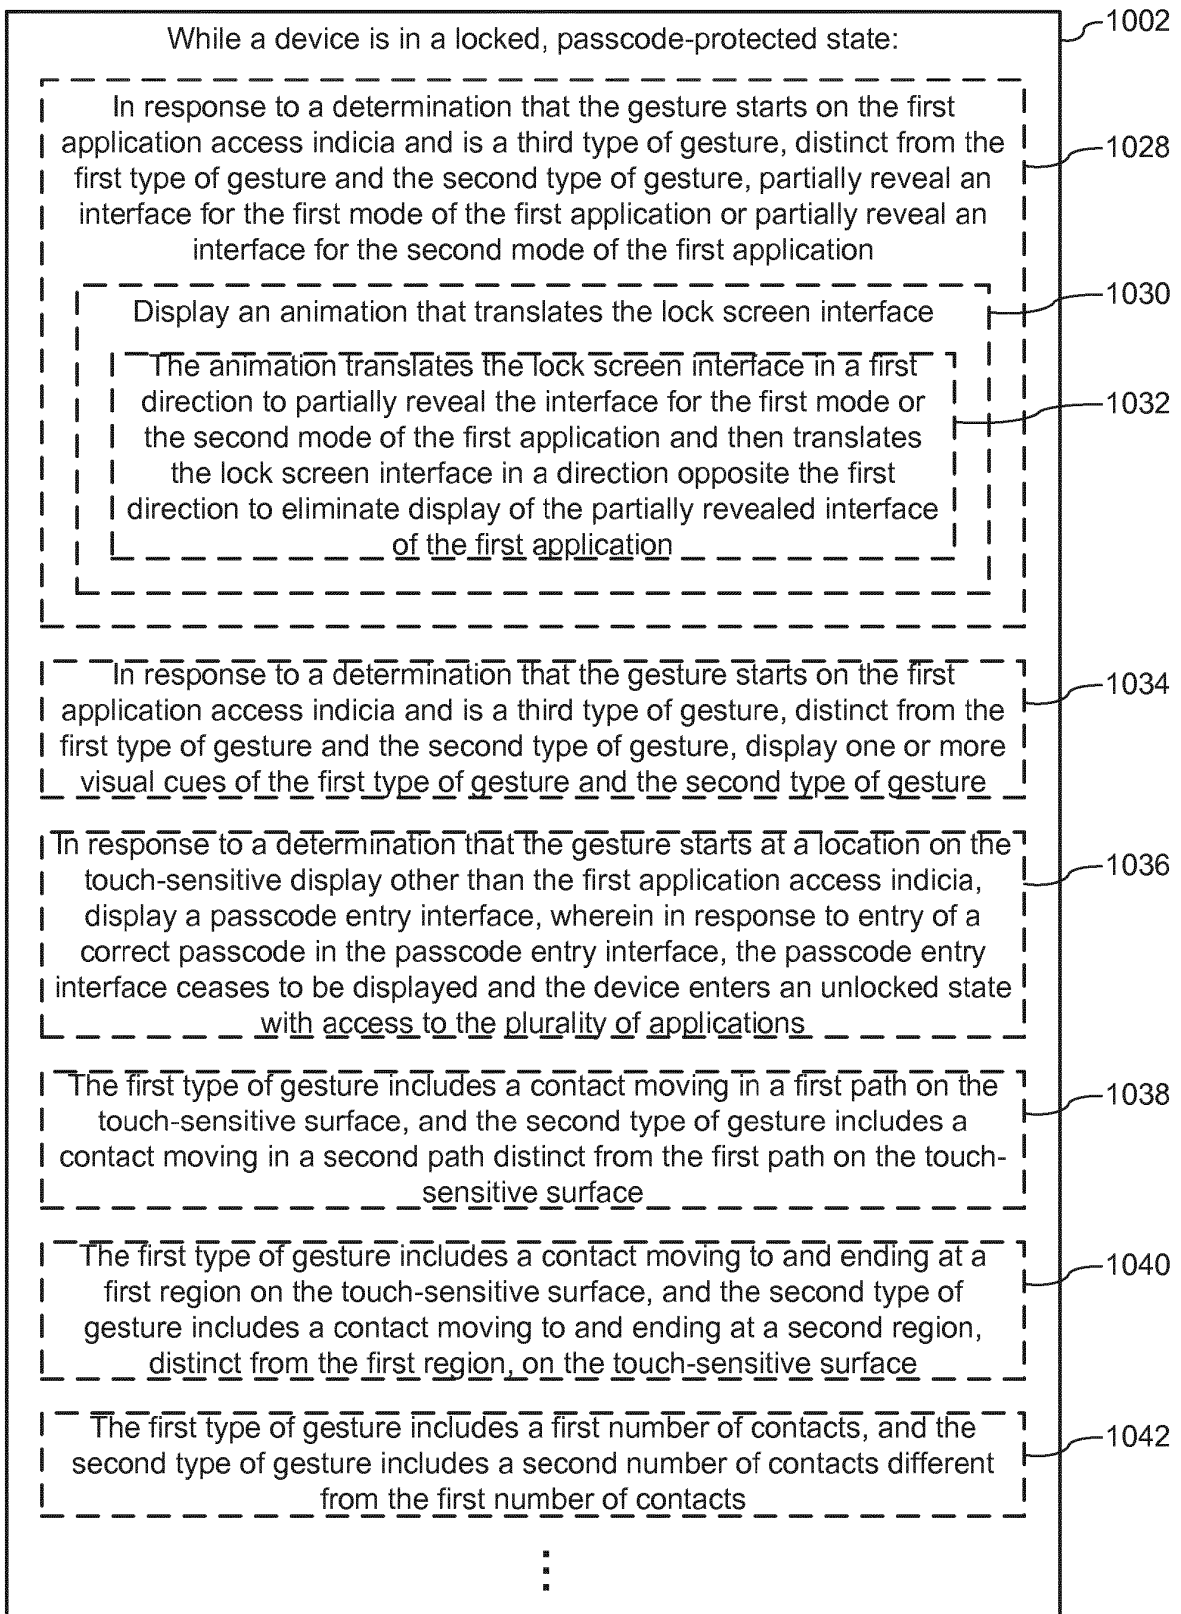 While a device is in a locked, passcode-protected state:
1002
In response to a determination that the gesture starts on the first
application access indicia and is a third type of gesture, distinct from the
first type of gesture and the second type of gesture, partially reveal an
interface for the first mode of the first application or partially reveal an
interface for the second mode of the first application
1028
Display an animation that translates the lock screen interface
1030
The animation translates the lock screen interface in a first
direction to partially reveal the interface for the first mode or
the second mode of the first application and then translates
the lock screen interface in a direction opposite the first
direction to eliminate display of the partially revealed interface
of the first application
1032
In response to a determination that the gesture starts on the first
application access indicia and is a third type of gesture, distinct from the
first type of gesture and the second type of gesture, display one or more
visual cues of the first type of gesture and the second type of gesture
1034
In response to a determination that the gesture starts at a location on the
touch-sensitive display other than the first application access indicia,
display a passcode entry interface, wherein in response to entry of a
correct passcode in the passcode entry interface, the passcode entry
interface ceases to be displayed and the device enters an unlocked state
with access to the plurality of applications
1036
The first type of gesture includes a contact moving in a first path on the
touch-sensitive surface, and the second type of gesture includes a
contact moving in a second path distinct from the first path on the touch-
sensitive surface
1038
The first type of gesture includes a contact moving to and ending at a
first region on the touch-sensitive surface, and the second type of
gesture includes a contact moving to and ending at a second region,
distinct from the first region, on the touch-sensitive surface
1040
The first type of gesture includes a first number of contacts, and the
second type of gesture includes a second number of contacts different
from the first number of contacts
1042